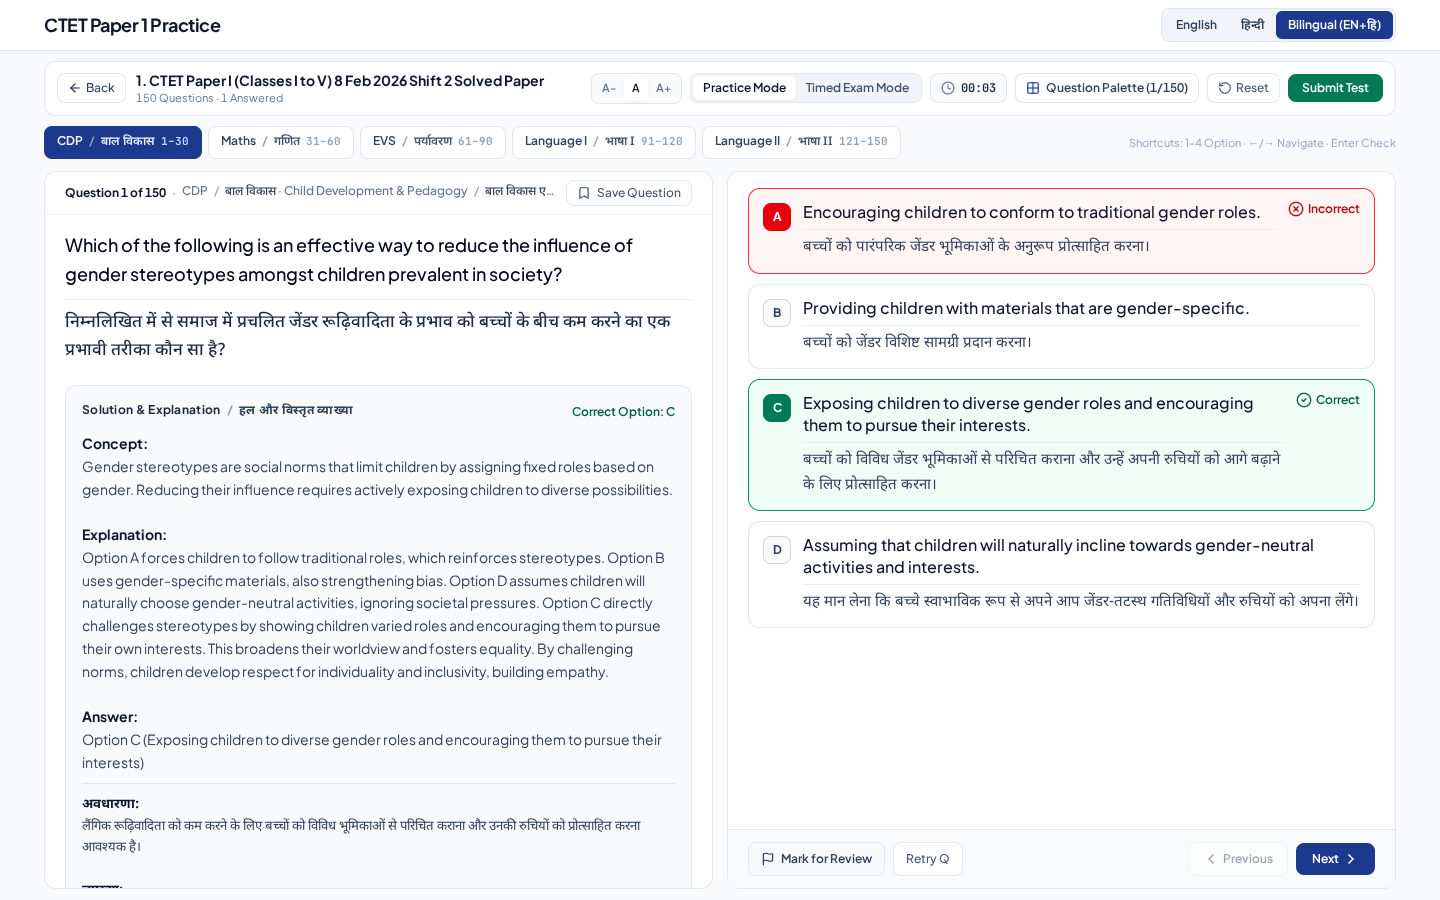 CTET Paper 1 Practice
English
हिन्दी
Bilingual (EN+हि)
Back
1. CTET Paper I (Classes I to V) 8 Feb 2026 Shift 2 Solved Paper
150 Questions · 1 Answered
A-
A
A+
Practice Mode
Timed Exam Mode
00:03
Question Palette (1/150)
Reset
Submit Test
CDP / बाल विकास 1-30
Maths / गणित 31-60
EVS / पर्यावरण 61-90
Language I / भाषा I 91-120
Language II / भाषा II 121-150
Shortcuts: 1-4 Option · ←/→ Navigate · Enter Check
Question 1 of 150 · CDP / बाल विकास · Child Development & Pedagogy / बाल विकास ए...
Save Question
Which of the following is an effective way to reduce the influence of
gender stereotypes amongst children prevalent in society?
निम्नलिखित में से समाज में प्रचलित जेंडर रूढ़िवादिता के प्रभाव को बच्चों के बीच कम करने का एक
प्रभावी तरीका कौन सा है?
Solution & Explanation / हल और विस्तृत व्याख्या
Correct Option: C
Concept:
Gender stereotypes are social norms that limit children by assigning fixed roles based on
gender. Reducing their influence requires actively exposing children to diverse possibilities.
Explanation:
Option A forces children to follow traditional roles, which reinforces stereotypes. Option B
uses gender-specific materials, also strengthening bias. Option D assumes children will
naturally choose gender-neutral activities, ignoring societal pressures. Option C directly
challenges stereotypes by showing children varied roles and encouraging them to pursue
their own interests. This broadens their worldview and fosters equality. By challenging
norms, children develop respect for individuality and inclusivity, building empathy.
Answer:
Option C (Exposing children to diverse gender roles and encouraging them to pursue their
interests)
अवधारणा:
लैंगिक रूढ़िवादिता को कम करने के लिए बच्चों को विविध भूमिकाओं से परिचित कराना और उनकी रुचियों को प्रोत्साहित करना
आवश्यक है।
A
Encouraging children to conform to traditional gender roles.
Incorrect
बच्चों को पारंपरिक जेंडर भूमिकाओं के अनुरूप प्रोत्साहित करना।
B
Providing children with materials that are gender-specific.
बच्चों को जेंडर विशिष्ट सामग्री प्रदान करना।
C
Exposing children to diverse gender roles and encouraging
them to pursue their interests.
Correct
बच्चों को विविध जेंडर भूमिकाओं से परिचित कराना और उन्हें अपनी रुचियों को आगे बढ़ाने
के लिए प्रोत्साहित करना।
D
Assuming that children will naturally incline towards gender-neutral
activities and interests.
यह मान लेना कि बच्चे स्वाभाविक रूप से अपने आप जेंडर-तटस्थ गतिविधियों और रुचियों को अपना लेंगे।
Mark for Review
Retry Q
Previous
Next